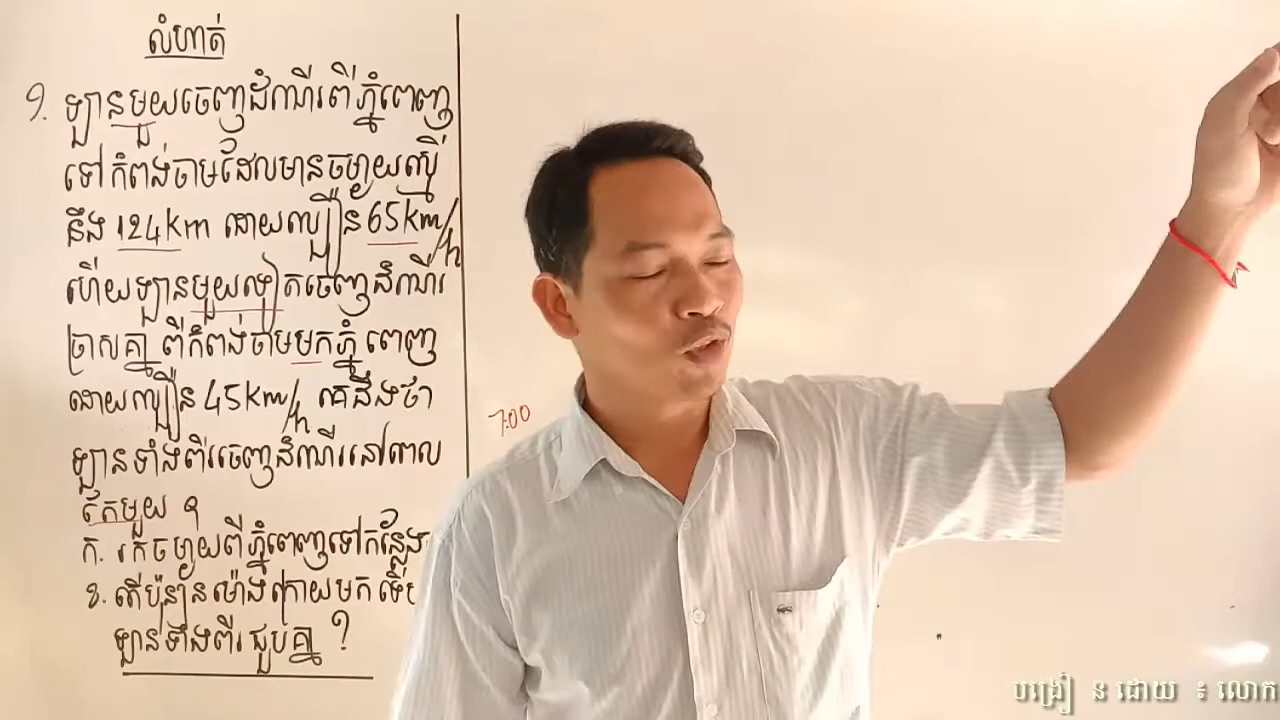 លំហាត់
១. ឡានមួយចេញដំណើរពីភ្នំពេញ
ទៅកំពង់ចាមដែលមានចម្ងាយស្មើ
នឹង 124km ដោយល្បឿន 65km/h
ហើយឡានមួយទៀតចេញដំណើរ
ច្រាសគ្នា ពីកំពង់ចាមមកភ្នំពេញ
ដោយល្បឿន 45km/h គេដឹងថា
ឡានទាំងពីរចេញដំណើរនៅពេល
តែមួយ ។
ក. រកចម្ងាយពីភ្នំពេញទៅកន្លែង
ខ. តើប៉ុន្មានម៉ោងក្រោយមក
ឡានទាំងពីរ ជួបគ្នា ?
7:00
បង្រៀន ដោយ ៖ លោក